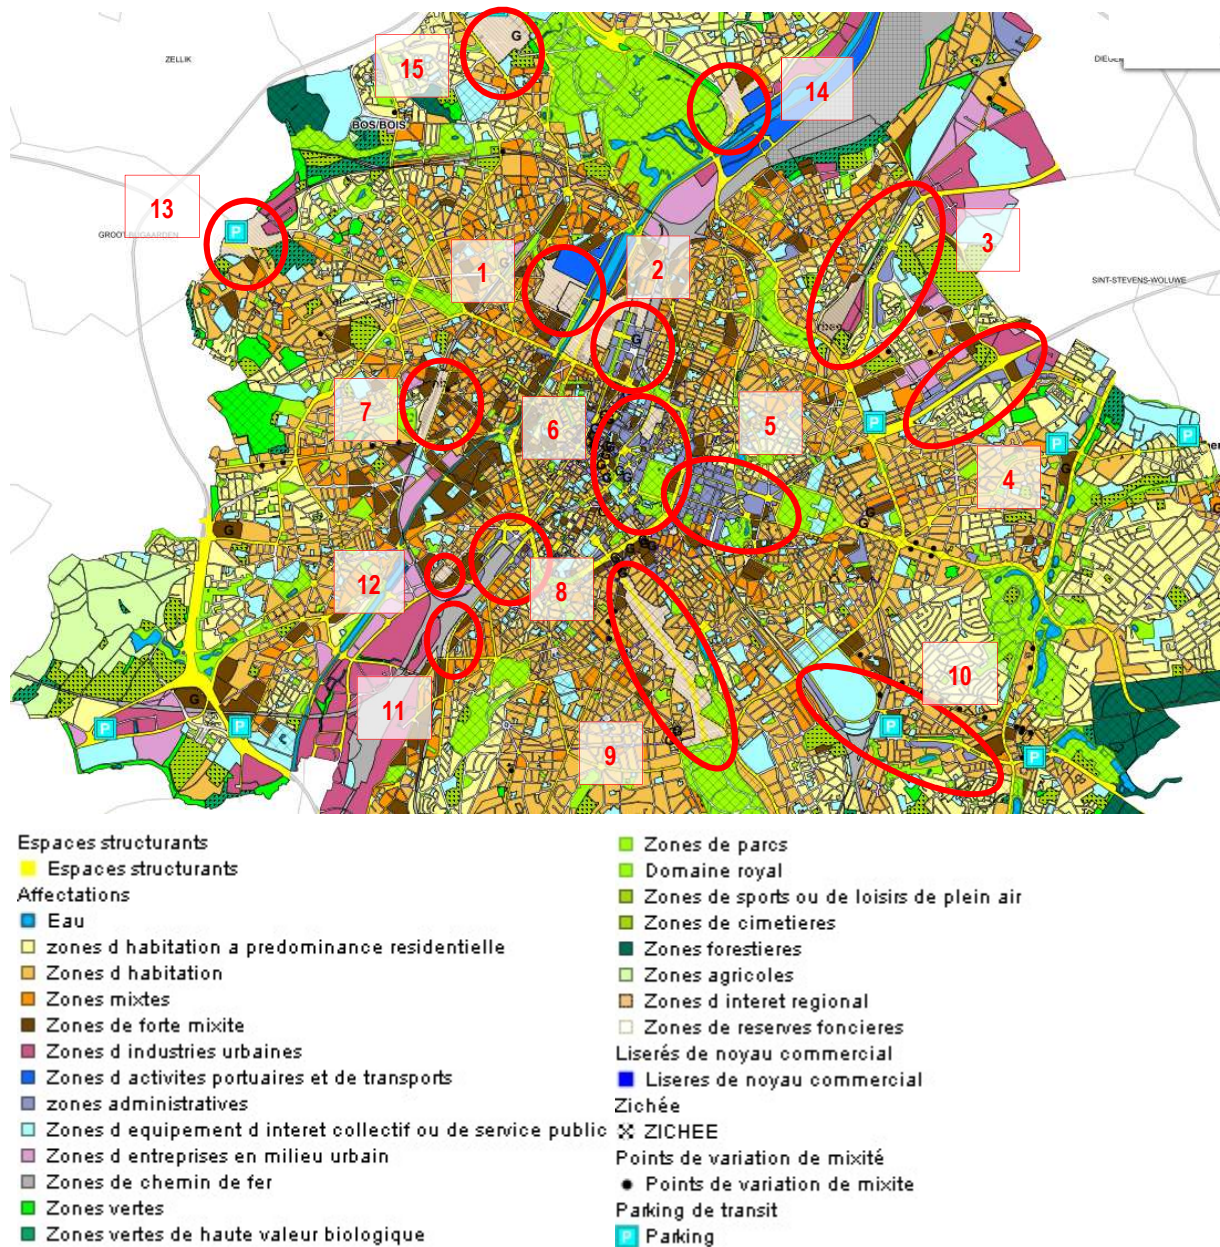 G
15
ZELLIK
DIEGEM
14
BOS/BOIS
13
P
GROOT-BIJGAARDEN
1
2
3
SINT-STEVENS-WOLUWE
G
7
6
5
P
P
P
4
G
G
G
12
8
G
10
11
9
G
P
P
P
P
G
Espaces structurants
Espaces structurants
Affectations
Eau
zones d habitation a predominance residentielle
Zones d habitation
Zones mixtes
Zones de forte mixite
Zones d industries urbaines
Zones d activites portuaires et de transports
zones administratives
Zones d equipement d interet collectif ou de service public
Zones d entreprises en milieu urbain
Zones de chemin de fer
Zones vertes
Zones vertes de haute valeur biologique
Zones de parcs
Domaine royal
Zones de sports ou de loisirs de plein air
Zones de cimetieres
Zones forestieres
Zones agricoles
Zones d interet regional
Zones de reserves foncieres
Liserés de noyau commercial
Liseres de noyau commercial
Zichée
ZICHEE
Points de variation de mixité
Points de variation de mixite
Parking de transit
P Parking